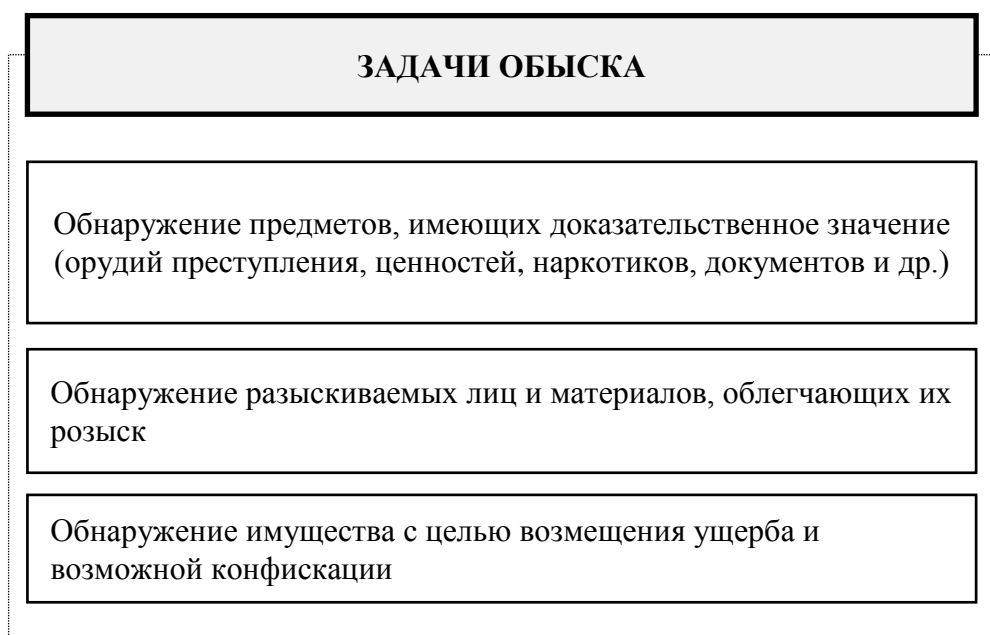 ЗАДАЧИ ОБЫСКА
Обнаружение предметов, имеющих доказательственное значение
(орудий преступления, ценностей, наркотиков, документов и др.)
Обнаружение разыскиваемых лиц и материалов, облегчающих их
розыск
Обнаружение имущества с целью возмещения ущерба и
возможной конфискации